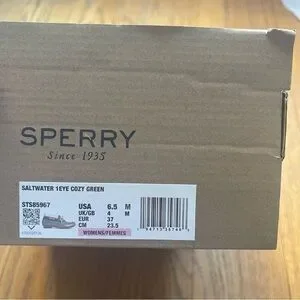 SPERRY
Since 1935
SALTWATER 1EYE COZY GREEN
STS85967
USA 6.5 M
UK/GB 4 M
EUR 37
CM 23.5
WOMENS/FEMMES